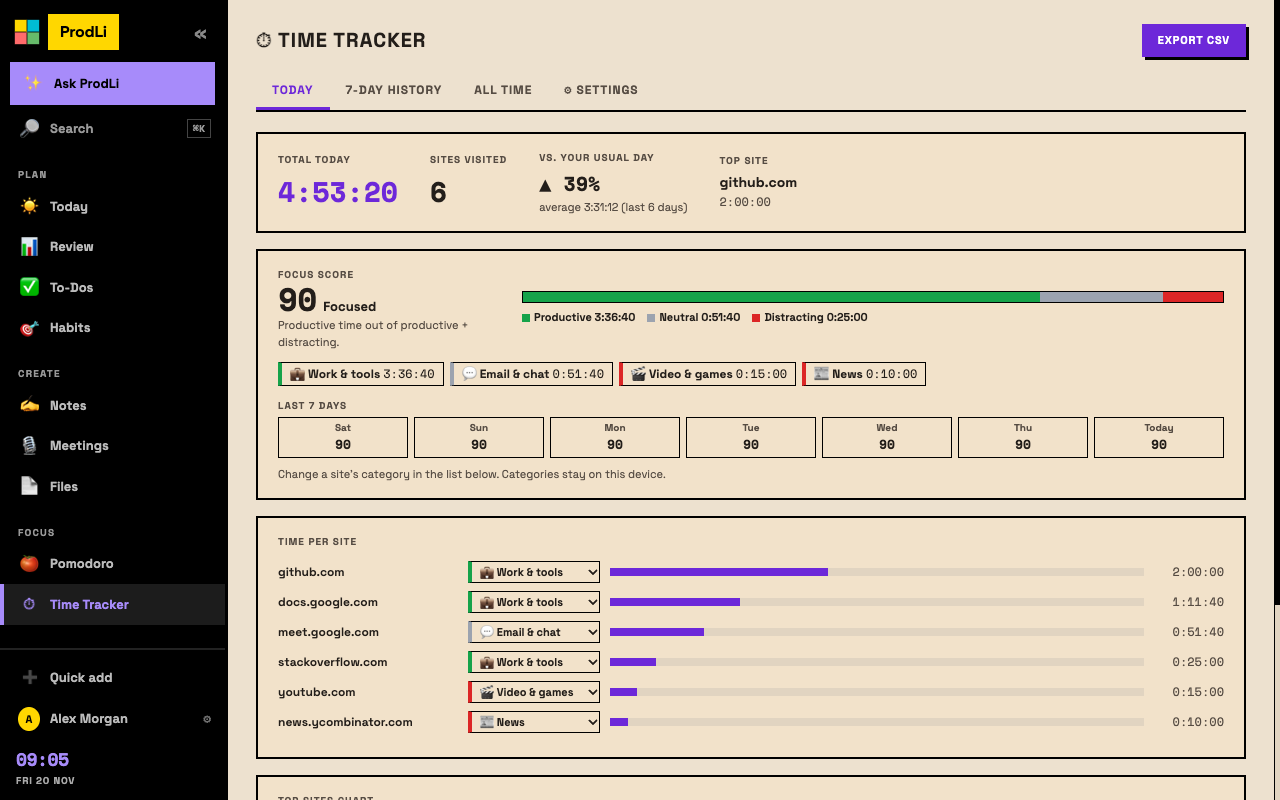 ProdLi
«
Ask ProdLi
Search ⌘K
PLAN
Today
Review
To-Dos
Habits
CREATE
Notes
Meetings
Files
FOCUS
Pomodoro
Time Tracker
Quick add
A Alex Morgan
09:05
FRI 20 NOV
TIME TRACKER
EXPORT CSV
TODAY 7-DAY HISTORY ALL TIME SETTINGS
TOTAL TODAY
4:53:20
SITES VISITED
6
VS. YOUR USUAL DAY
▲ 39%
average 3:31:12 (last 6 days)
TOP SITE
github.com
2:00:00
FOCUS SCORE
90 Focused
Productive time out of productive +
distracting.
Productive 3:36:40 Neutral 0:51:40 Distracting 0:25:00
Work & tools 3:36:40 Email & chat 0:51:40 Video & games 0:15:00 News 0:10:00
LAST 7 DAYS
Sat Sun Mon Tue Wed Thu Today
90 90 90 90 90 90 90
Change a site's category in the list below. Categories stay on this device.
TIME PER SITE
github.com Work & tools 2:00:00
docs.google.com Work & tools 1:11:40
meet.google.com Email & chat 0:51:40
stackoverflow.com Work & tools 0:25:00
youtube.com Video & games 0:15:00
news.ycombinator.com News 0:10:00
TOP SITES CHART